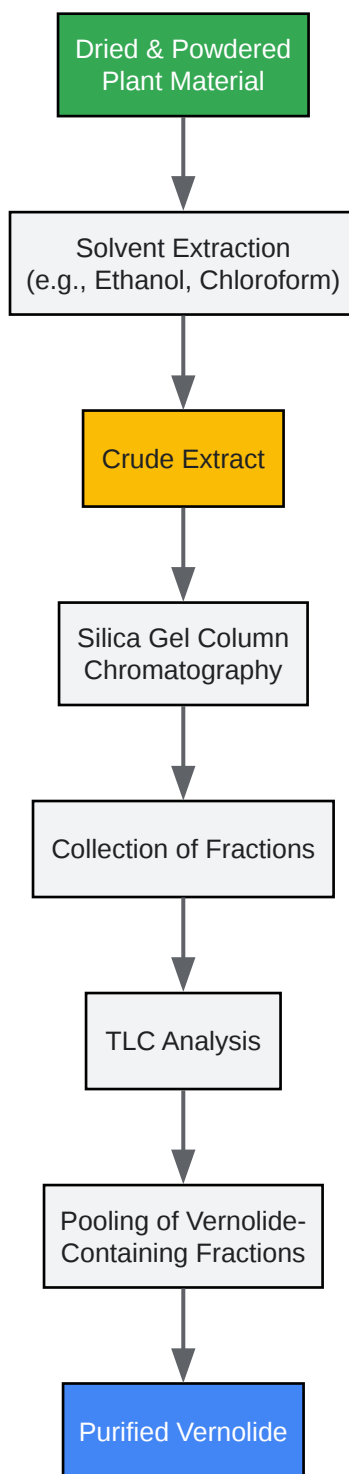 Dried & Powdered
Plant Material
Solvent Extraction
(e.g., Ethanol, Chloroform)
Crude Extract
Silica Gel Column
Chromatography
Collection of Fractions
TLC Analysis
Pooling of Vernolide-
Containing Fractions
Purified Vernolide